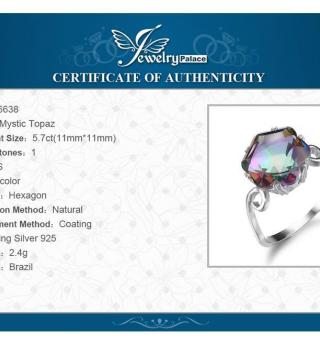 JewelryPalace
CERTIFICATE OF AUTHENTICITY
6638
Mystic Topaz
Size: 5.7ct(11mm*11mm)
tones: 1
S
color
: Hexagon
on Method: Natural
ment Method: Coating
ng Silver 925
: 2.4g
: Brazil